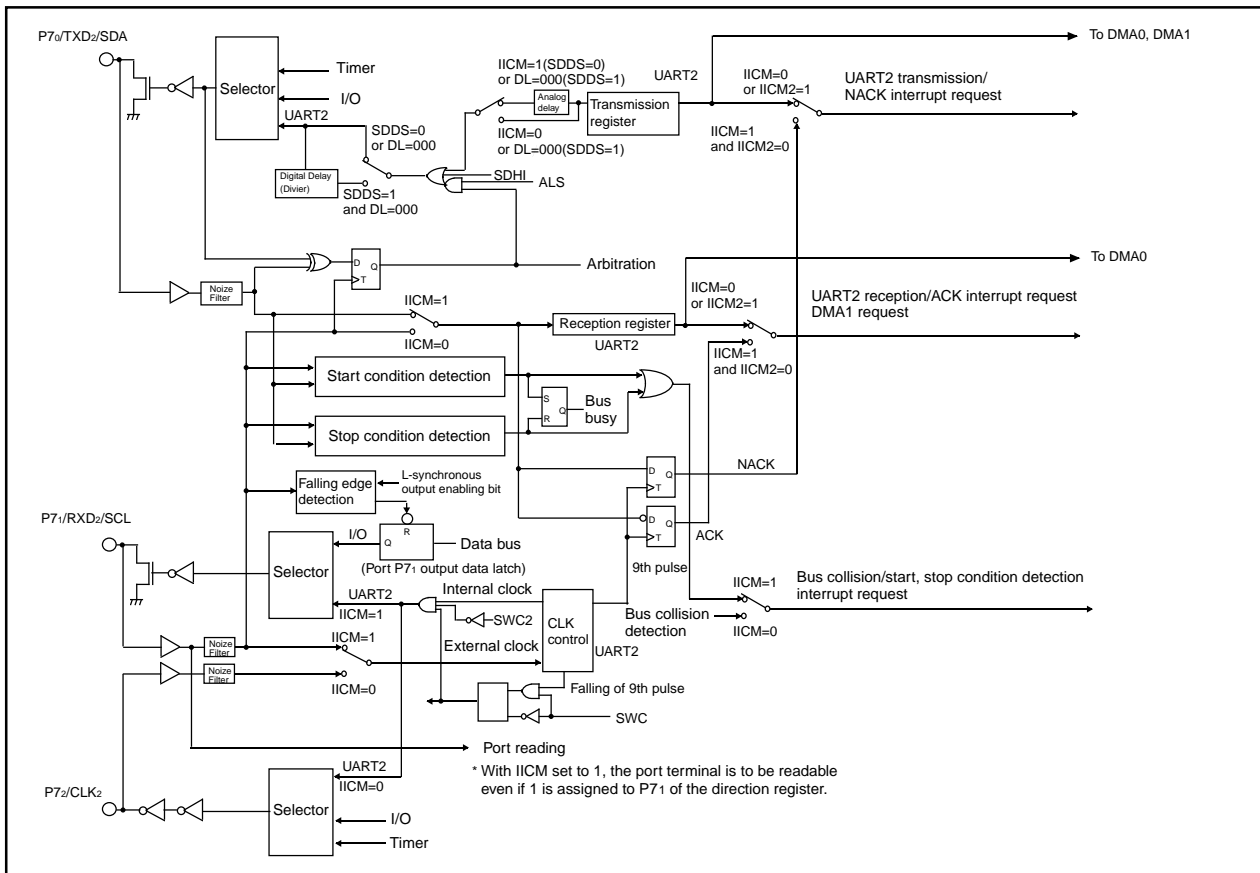 P7₀/TXD₂/SDA
Selector
Timer
I/O
UART2
SDDS=0
or DL=000
Digital Delay
(Divier)
SDDS=1
and DL=000
IICM=1(SDDS=0)
or DL=000(SDDS=1)
Analog
delay
IICM=0
or DL=000(SDDS=1)
SDHI
ALS
UART2
Transmission
register
To DMA0, DMA1
IICM=0
or IICM2=1
UART2 transmission/
NACK interrupt request
IICM=1
and IICM2=0
D
Q
T
Arbitration
Noize
Filter
IICM=1
IICM=0
Reception register
UART2
To DMA0
IICM=0
or IICM2=1
UART2 reception/ACK interrupt request
DMA1 request
IICM=1
and IICM2=0
Start condition detection
S
Q
R
Bus
busy
Stop condition detection
Falling edge
detection
L-synchronous
output enabling bit
D
Q
T
NACK
D
Q
T
ACK
9th pulse
P7₁/RXD₂/SCL
Selector
I/O
R
Q
Data bus
(Port P7₁ output data latch)
UART2
IICM=1
Internal clock
SWC2
External clock
CLK
control
UART2
Bus collision
detection
IICM=1
IICM=0
Bus collision/start, stop condition detection
interrupt request
Noize
Filter
IICM=1
Noize
Filter
IICM=0
Falling of 9th pulse
SWC
Port reading
* With IICM set to 1, the port terminal is to be readable
even if 1 is assigned to P7₁ of the direction register.
P7₂/CLK₂
Selector
UART2
IICM=0
I/O
Timer